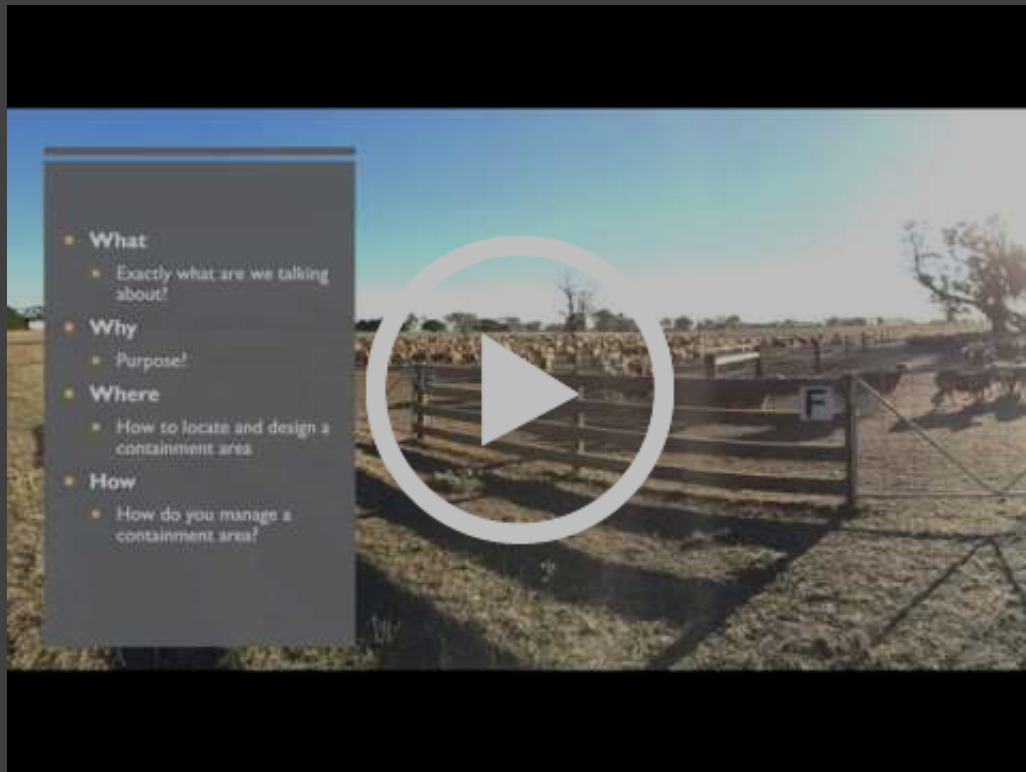 What
Exactly what are we talking
about?
Why
Purpose?
Where
How to locate and design a
containment area
How
How do you manage a
containment area?
F